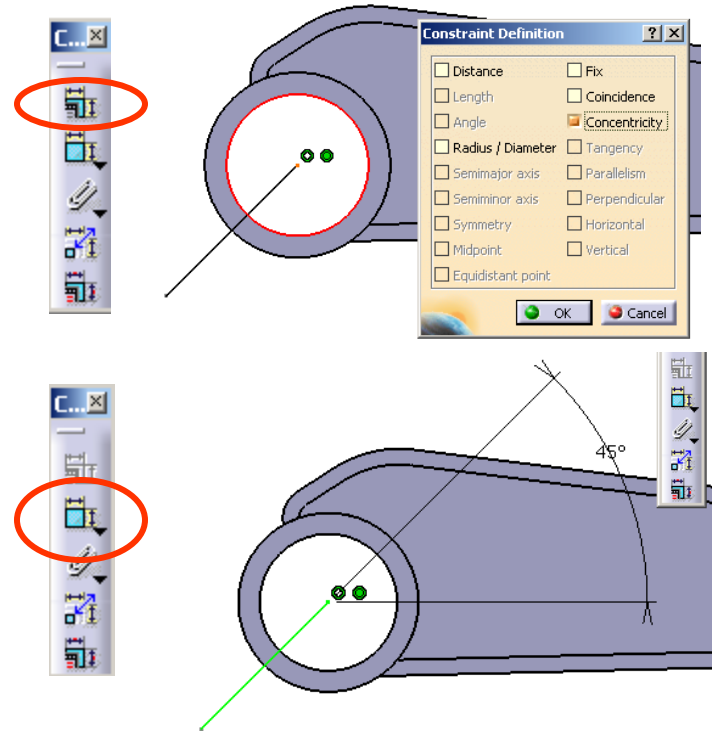 C...
Constraint Definition
Distance
Fix
Length
Coincidence
Angle
Concentricity
Radius / Diameter
Tangency
Semimajor axis
Parallelism
Semiminor axis
Perpendicular
Symmetry
Horizontal
Midpoint
Vertical
Equidistant point
OK
Cancel
C...
45°